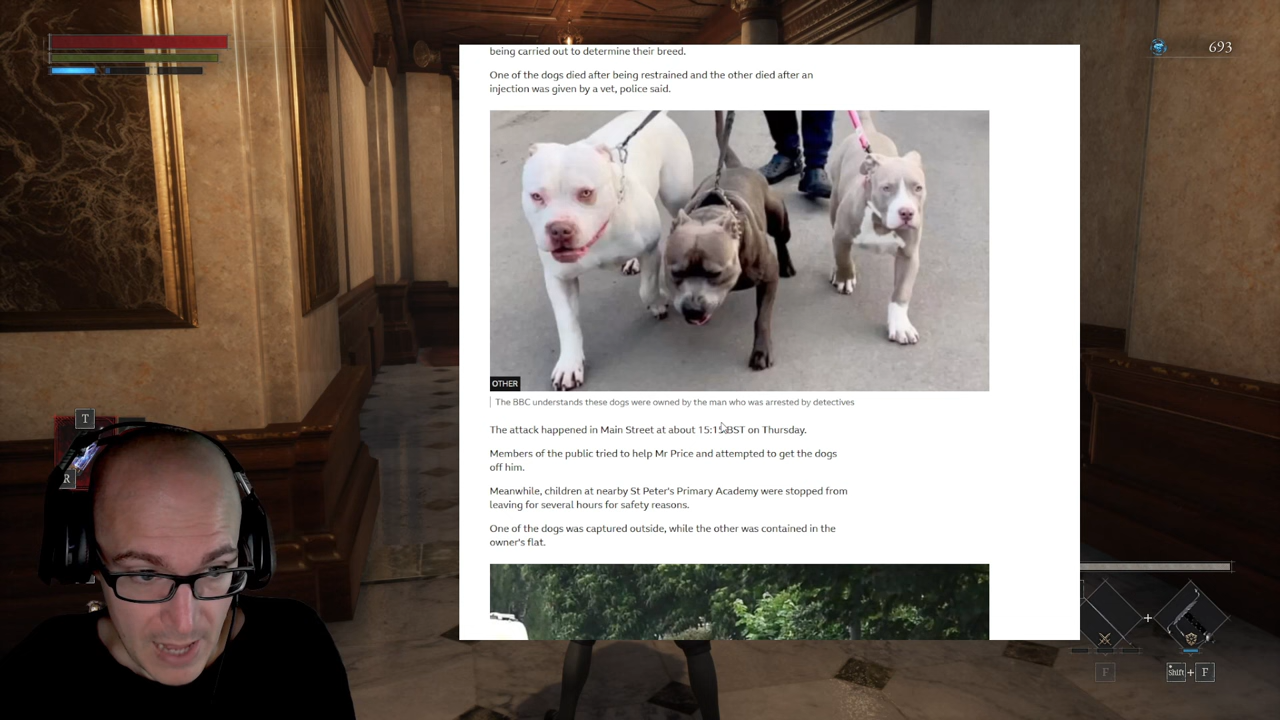 693
being carried out to determine their breed.
One of the dogs died after being restrained and the other died after an
injection was given by a vet, police said.
OTHER
The BBC understands these dogs were owned by the man who was arrested by detectives
The attack happened in Main Street at about 15:15 BST on Thursday.
Members of the public tried to help Mr Price and attempted to get the dogs
off him.
Meanwhile, children at nearby St Peter's Primary Academy were stopped from
leaving for several hours for safety reasons.
One of the dogs was captured outside, while the other was contained in the
owner's flat.
T
R
F
Shift + F